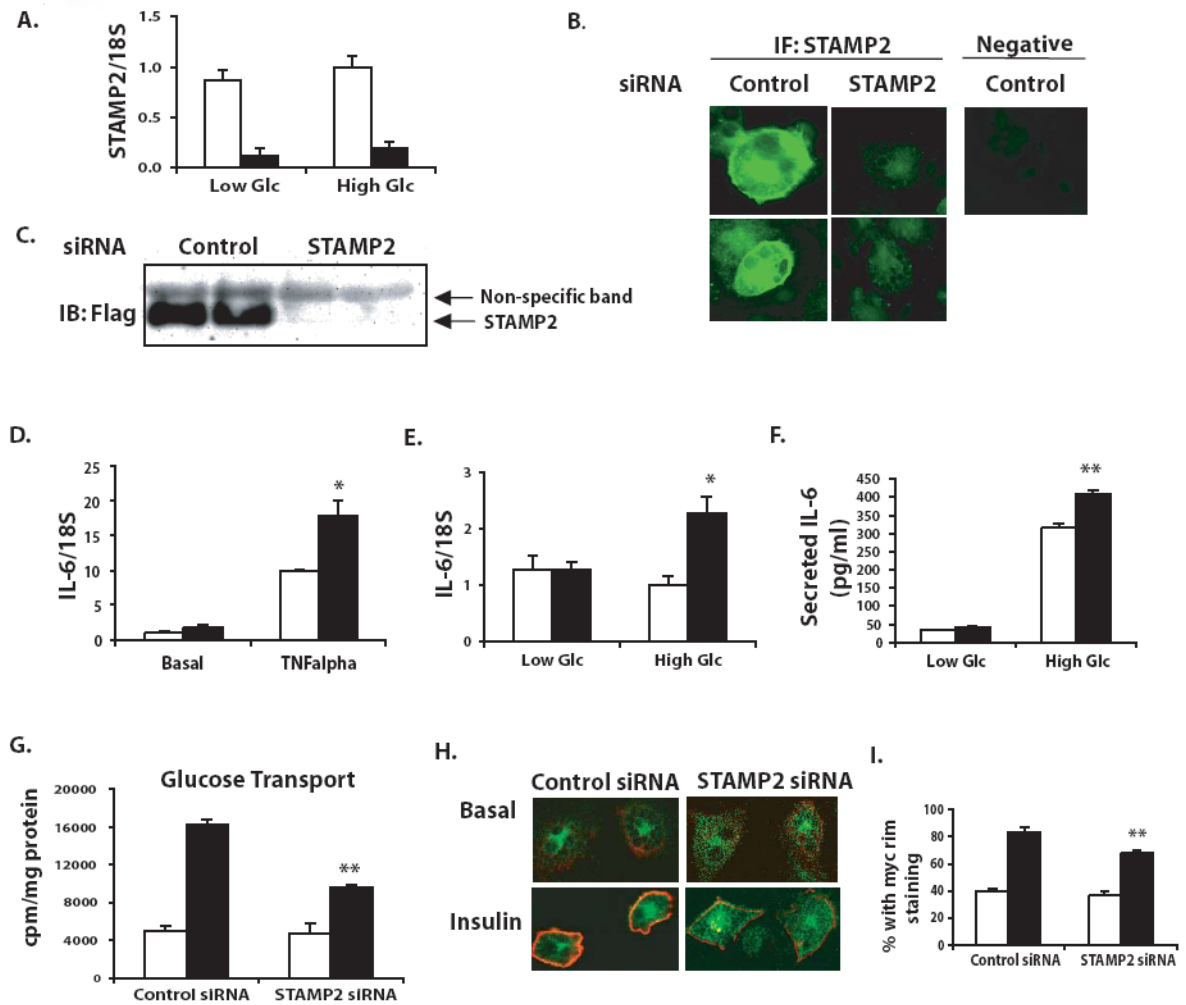 A.
STAMP2/18S
1.5
1.0
0.5
0.0
Low Glc
High Glc
B.
IF: STAMP2
Negative
siRNA
Control
STAMP2
Control
C.
siRNA
Control
STAMP2
IB: Flag
Non-specific band
STAMP2
D.
IL-6/18S
25
20
15
10
5
0
*
Basal
TNFalpha
E.
IL-6/18S
3
2
1
0
*
Low Glc
High Glc
F.
Secreted IL-6
(pg/ml)
450
400
350
300
250
200
150
100
50
0
**
Low Glc
High Glc
G.
Glucose Transport
cpm/mg protein
20000
16000
12000
8000
4000
0
**
Control siRNA
STAMP2 siRNA
H.
Control siRNA
STAMP2 siRNA
Basal
Insulin
I.
% with myc rim
staining
100
80
60
40
20
0
**
Control siRNA
STAMP2 siRNA